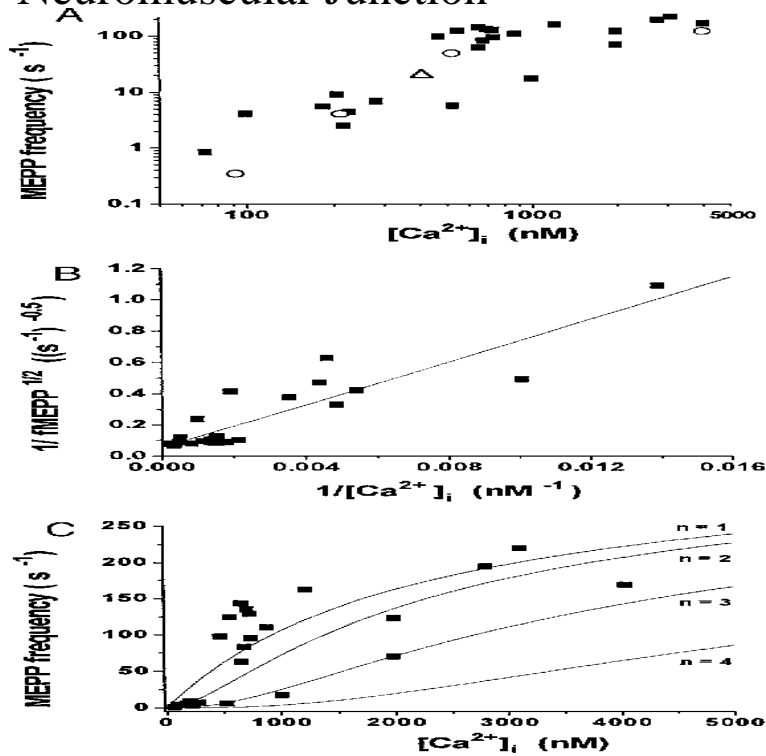 Neuromuscular Junction
A
MEPP frequency ( s⁻¹)
100
10
1
0.1
100 1000 5000
[Ca²⁺]ᵢ (nM)
B
1/ fMEPP¹/² ((s⁻¹)⁻⁰·⁵)
1.2
1.0
0.8
0.6
0.4
0.2
0.0
0.000 0.004 0.008 0.012 0.016
1/[Ca²⁺]ᵢ (nM⁻¹)
C
MEPP frequency ( s⁻¹)
250
200
150
100
50
0
n = 1
n = 2
n = 3
n = 4
0 1000 2000 3000 4000 5000
[Ca²⁺]ᵢ (nM)